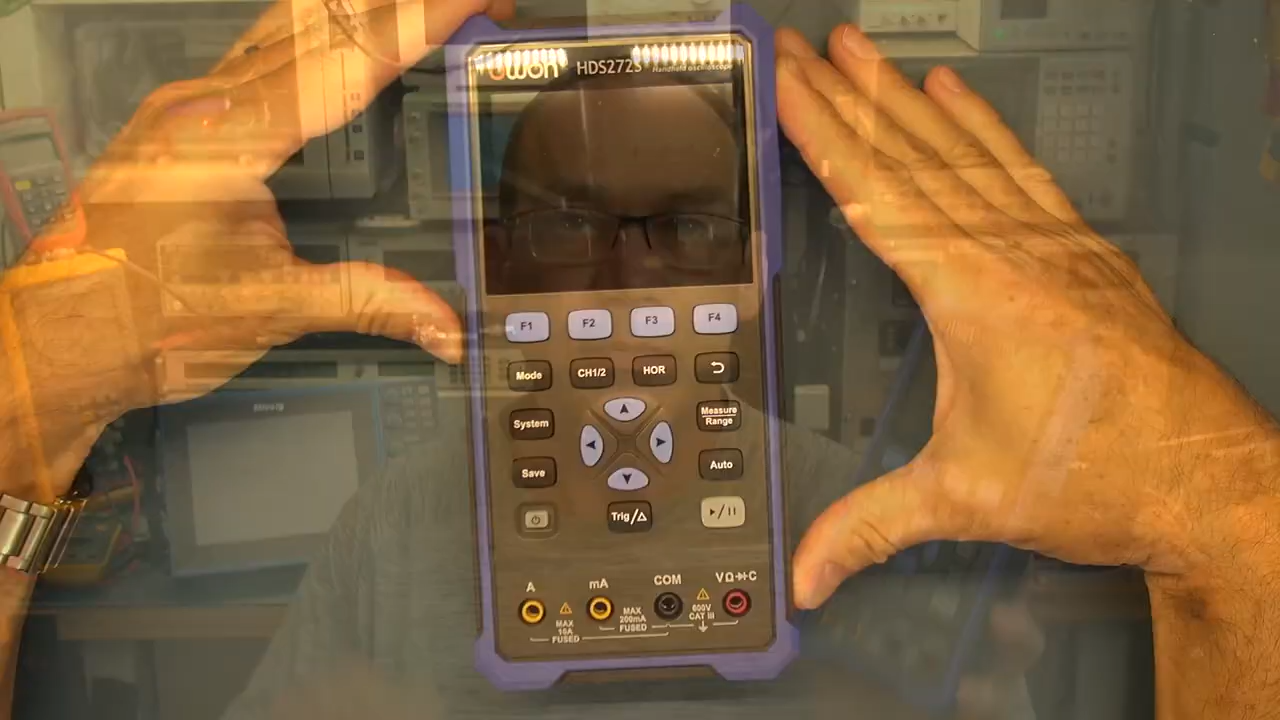 OWON HDS272S Handheld oscilloscope
F1 F2 F3 F4
Mode CH1/2 HOR
System Measure
Range
Save Auto
Trig/△
A mA COM VΩC
MAX
10A
FUSED
MAX
200mA
FUSED
600V
CAT III